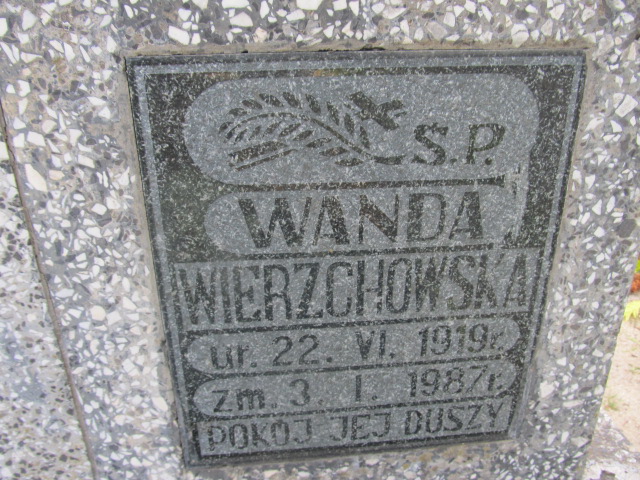 Ś.P.
WANDA
WIERZCHOWSKA
ur. 22. VI. 1919r.
zm. 3. I. 1987r.
POKÓJ JEJ DUSZY